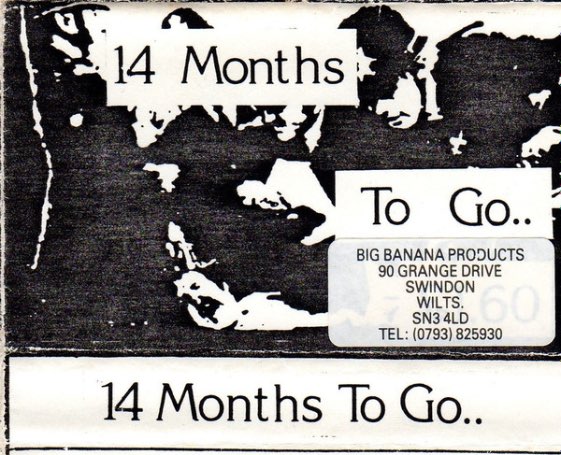 14 Months
To Go..
BIG BANANA PRODUCTS
90 GRANGE DRIVE
SWINDON
WILTS.
SN3 4LD
TEL: (0793) 825930
60
14 Months To Go..